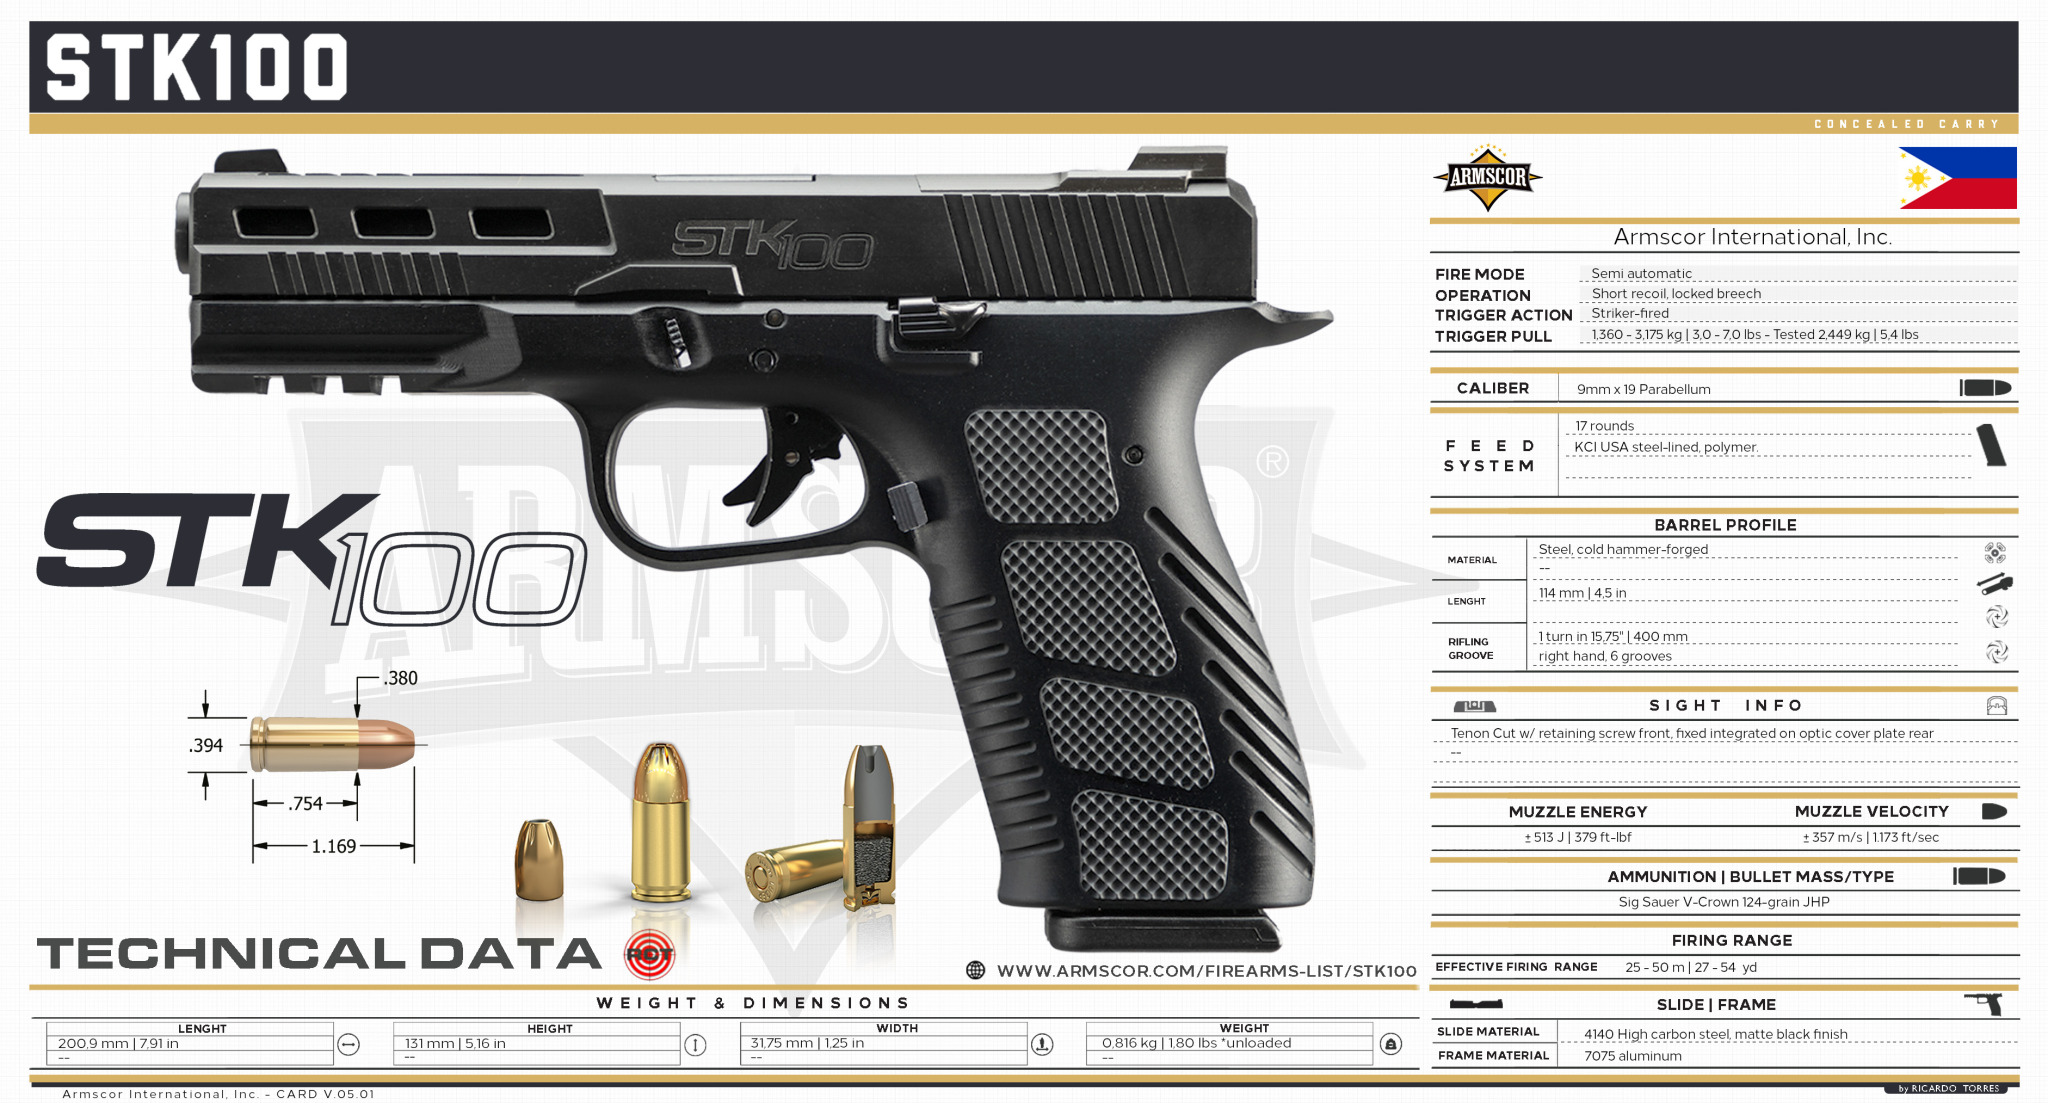 STK100
CONCEALED CARRY
ARMSCOR
STK100
Armscor International, Inc.
FIRE MODE Semi automatic
OPERATION Short recoil, locked breech
TRIGGER ACTION Striker-fired
TRIGGER PULL 1,360 - 3,175 kg | 3,0 - 7,0 lbs - Tested 2,449 kg | 5,4 lbs
CALIBER 9mm x 19 Parabellum
FEED SYSTEM
17 rounds
KCI USA steel-lined, polymer.
ARMSCOR ®
STK100
BARREL PROFILE
MATERIAL Steel, cold hammer-forged
--
LENGHT 114 mm | 4,5 in
RIFLING GROOVE
1 turn in 15,75" | 400 mm
right hand, 6 grooves
SIGHT INFO
Tenon Cut w/ retaining screw front, fixed integrated on optic cover plate rear
--
.380
.394
.754
1.169
MUZZLE ENERGY MUZZLE VELOCITY
± 513 J | 379 ft-lbf ± 357 m/s | 1.173 ft/sec
AMMUNITION | BULLET MASS/TYPE
Sig Sauer V-Crown 124-grain JHP
FIRING RANGE
EFFECTIVE FIRING RANGE 25 - 50 m | 27 - 54 yd
SLIDE | FRAME
SLIDE MATERIAL 4140 High carbon steel, matte black finish
FRAME MATERIAL 7075 aluminum
TECHNICAL DATA RDT
WWW.ARMSCOR.COM/FIREARMS-LIST/STK100
WEIGHT & DIMENSIONS
LENGHT HEIGHT WIDTH WEIGHT
200,9 mm | 7,91 in 131 mm | 5,16 in 31,75 mm | 1,25 in 0,816 kg | 1,80 lbs *unloaded
-- -- -- --
Armscor International, Inc. - CARD V.05.01
by RICARDO TORRES